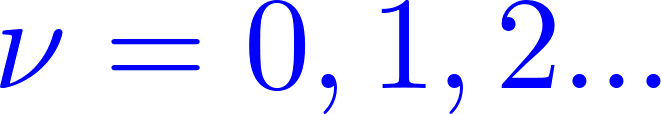 ν = 0, 1, 2...